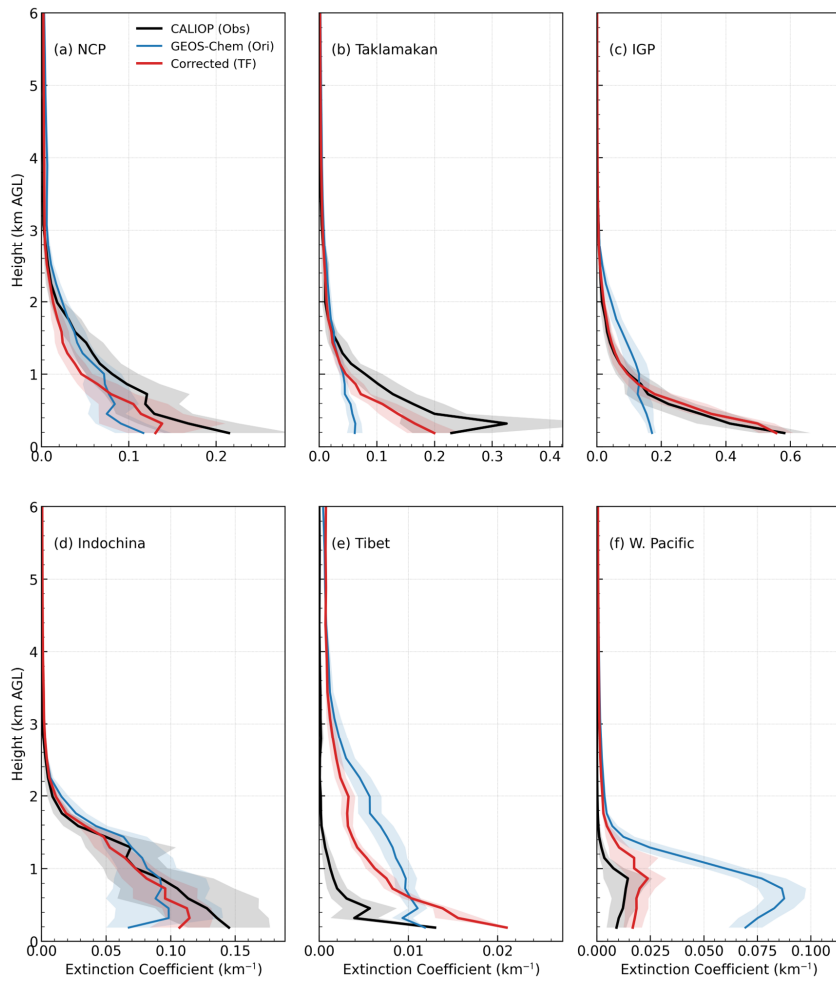 CALIOP (Obs)
GEOS-Chem (Ori)
Corrected (TF)
(a) NCP
(b) Taklamakan
(c) IGP
Height (km AGL)
6
5
4
3
2
1
0
0.0 0.1 0.2
0.0 0.1 0.2 0.3 0.4
0.0 0.2 0.4 0.6
(d) Indochina
(e) Tibet
(f) W. Pacific
Height (km AGL)
6
5
4
3
2
1
0
0.00 0.05 0.10 0.15
0.00 0.01 0.02
0.000 0.025 0.050 0.075 0.100
Extinction Coefficient (km⁻¹)
Extinction Coefficient (km⁻¹)
Extinction Coefficient (km⁻¹)